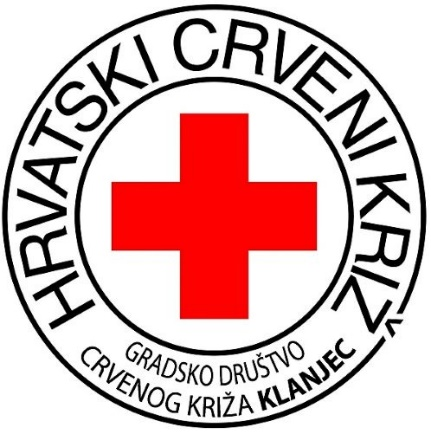 HRVATSKI CRVENI KRIŽ
GRADSKO DRUŠTVO
CRVENOG KRIŽA KLANJEC